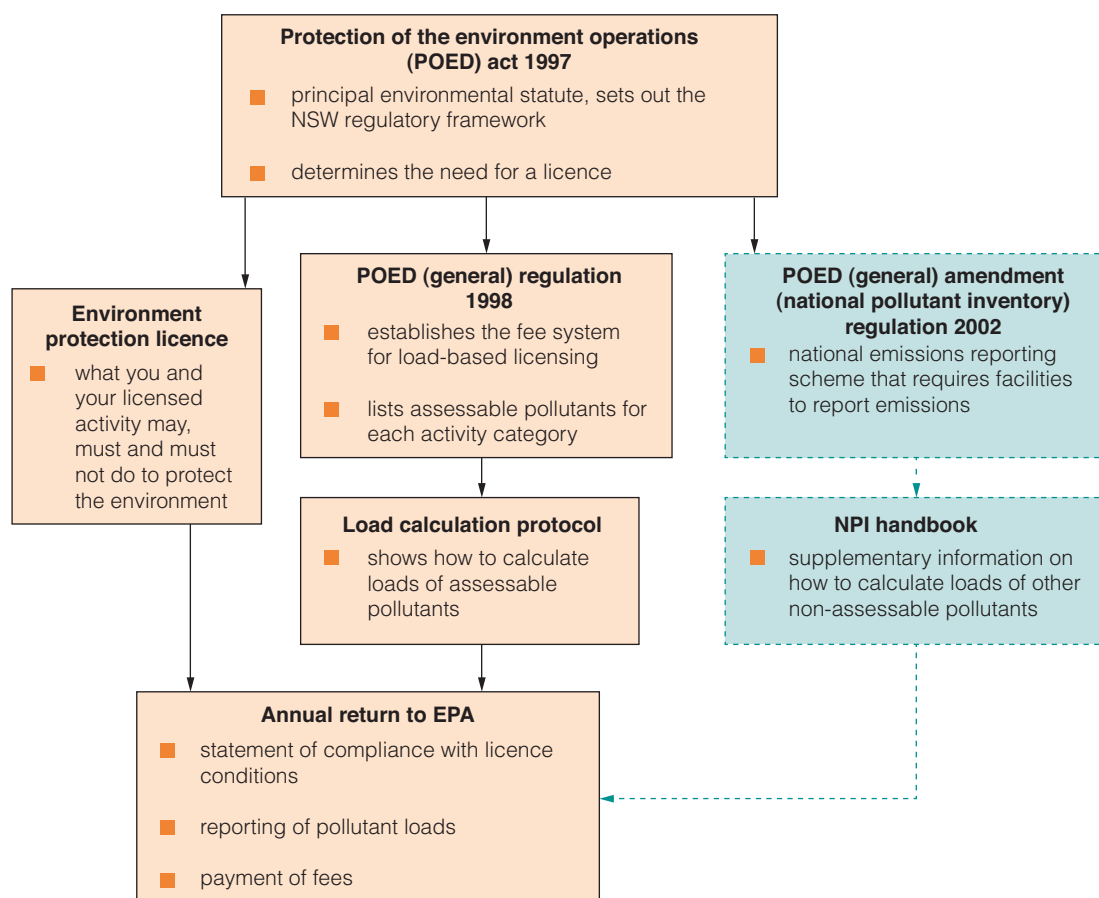 Protection of the environment operations
(POED) act 1997
principal environmental statute, sets out the
NSW regulatory framework
determines the need for a licence
Environment
protection licence
what you and
your licensed
activity may,
must and must
not do to protect
the environment
POED (general) regulation
1998
establishes the fee system
for load-based licensing
lists assessable pollutants for
each activity category
POED (general) amendment
(national pollutant inventory)
regulation 2002
national emissions reporting
scheme that requires facilities
to report emissions
Load calculation protocol
shows how to calculate
loads of assessable
pollutants
NPI handbook
supplementary information on
how to calculate loads of other
non-assessable pollutants
Annual return to EPA
statement of compliance with licence
conditions
reporting of pollutant loads
payment of fees